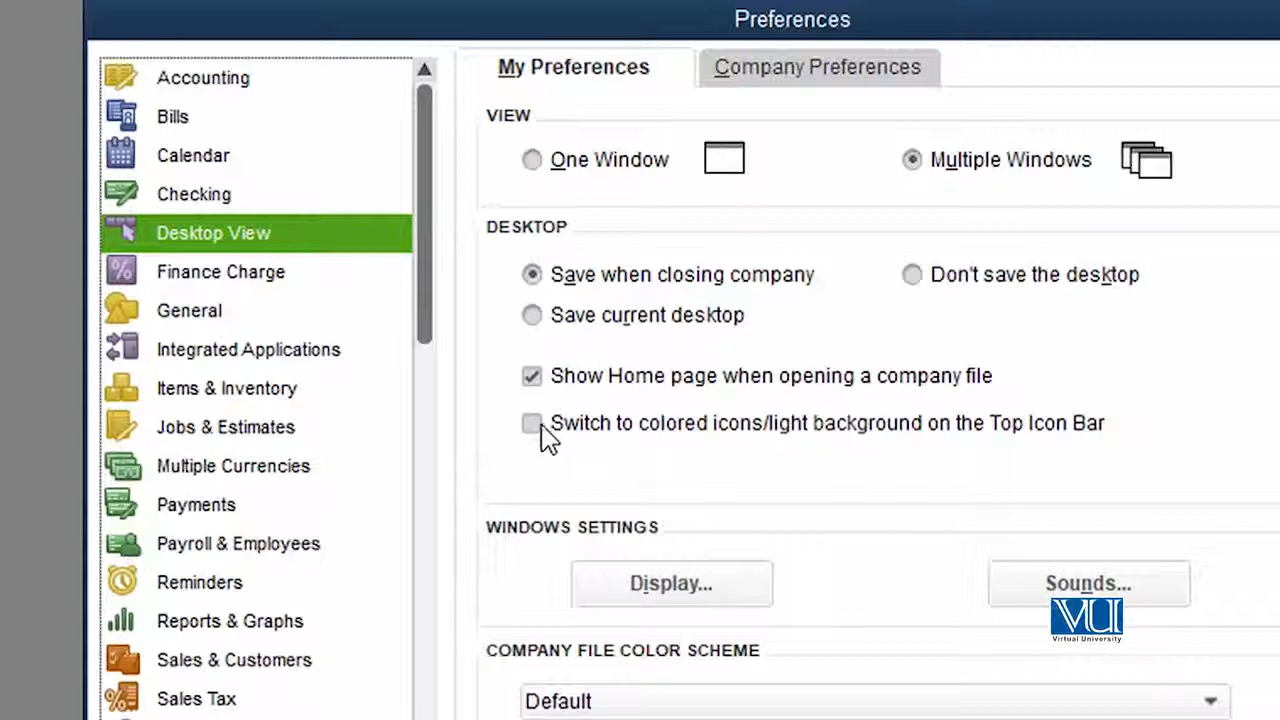 Preferences
Accounting
Bills
Calendar
Checking
Desktop View
Finance Charge
General
Integrated Applications
Items & Inventory
Jobs & Estimates
Multiple Currencies
Payments
Payroll & Employees
Reminders
Reports & Graphs
Sales & Customers
Sales Tax
My Preferences
Company Preferences
VIEW
One Window
Multiple Windows
DESKTOP
Save when closing company
Don't save the desktop
Save current desktop
Show Home page when opening a company file
Switch to colored icons/light background on the Top Icon Bar
WINDOWS SETTINGS
Display...
Sounds...
VU
Virtual University
COMPANY FILE COLOR SCHEME
Default